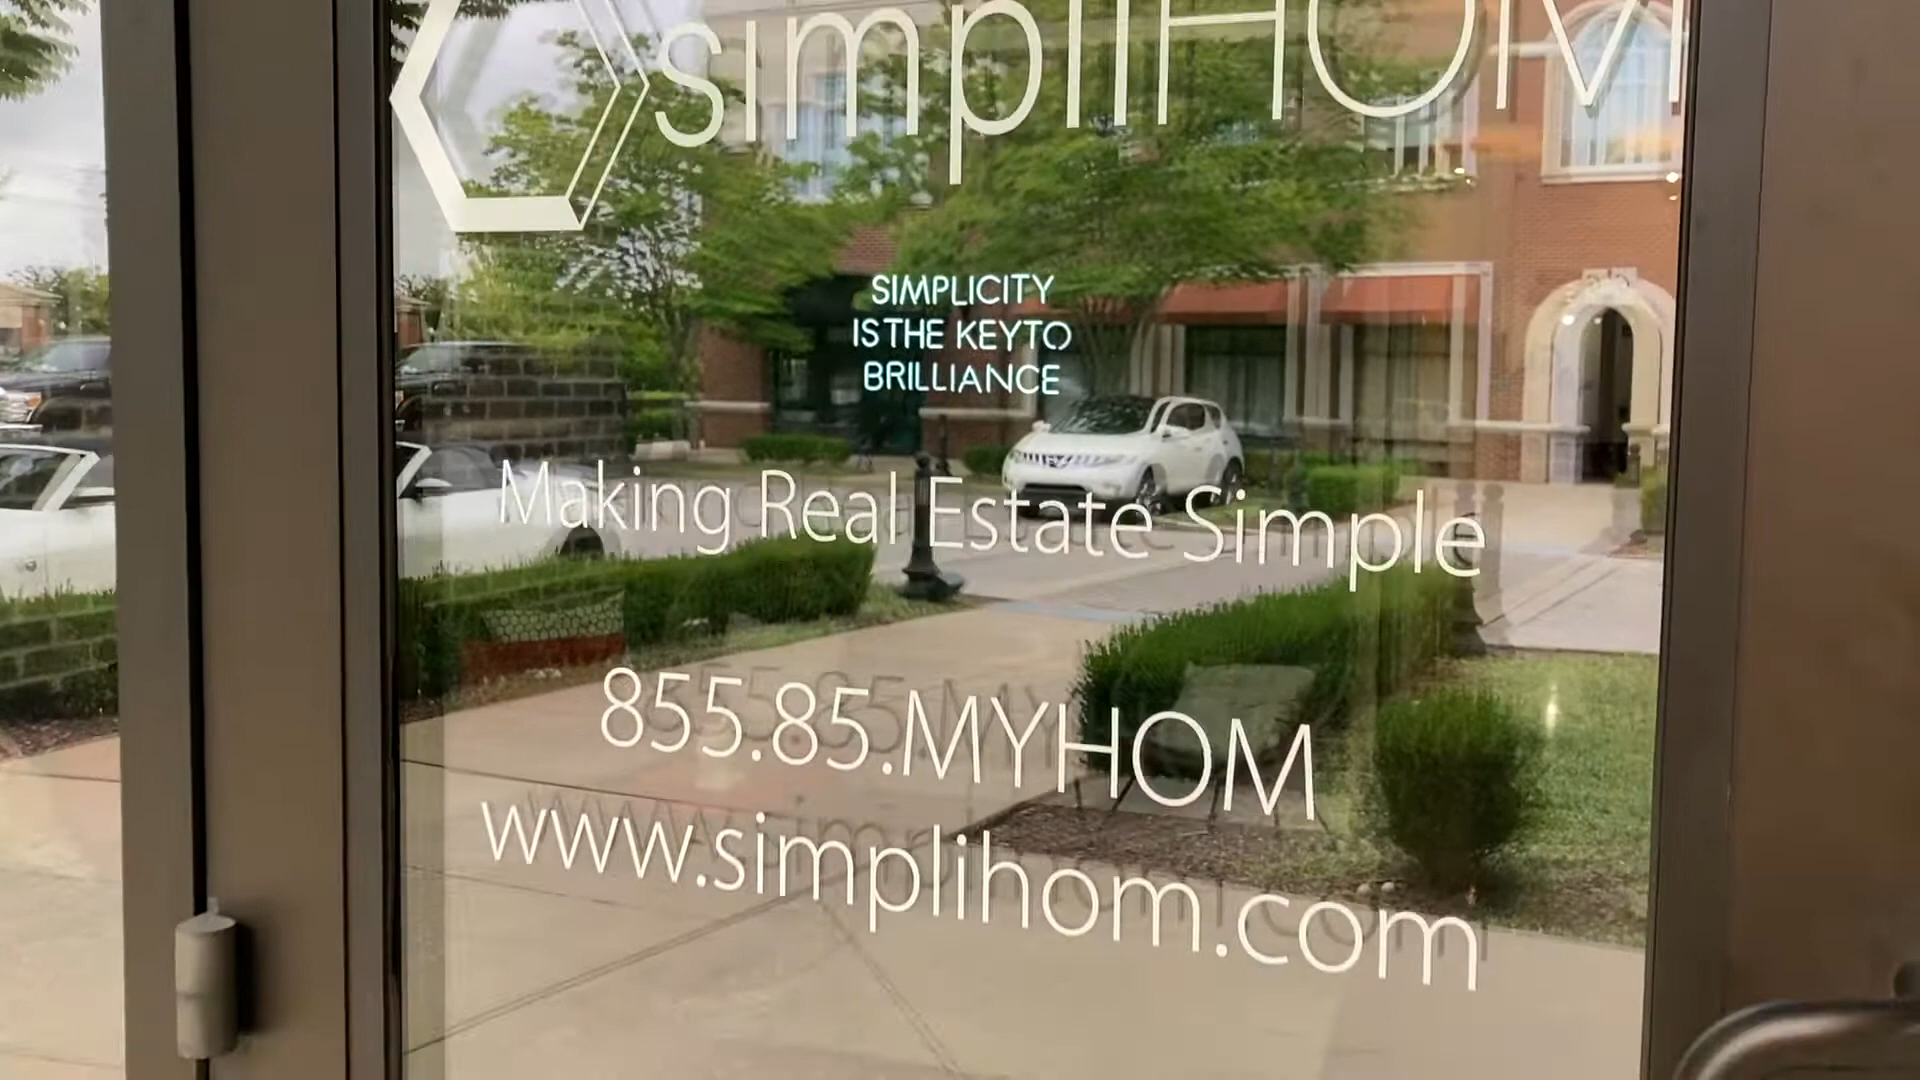 simpliHOM
SIMPLICITY
IS THE KEY TO
BRILLIANCE
Making Real Estate Simple
855.85.MYHOM
www.simplihom.com